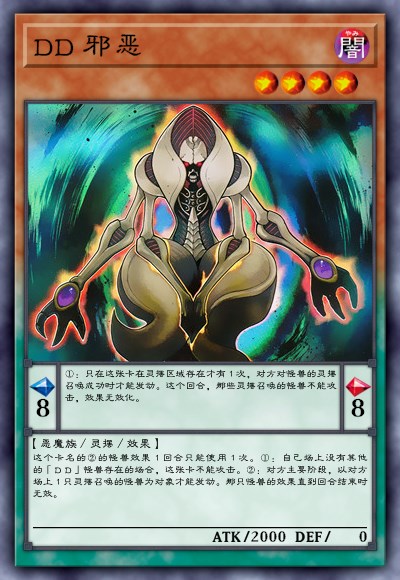 DD 邪恶
やみ
闇
①：只在这张卡在灵摆区域存在才有1次，对方对怪兽的灵摆
召唤成功时才能发动。这个回合，那些灵摆召唤的怪兽不能攻
击，效果无效化。
8
8
【恶魔族／灵摆／效果】
这个卡名的②的怪兽效果1回合只能使用1次。①：自己场上没有其他
的「DD」怪兽存在的场合，这张卡不能攻击。②：对方主要阶段，以对方
场上1只灵摆召唤的怪兽为对象才能发动。那只怪兽的效果直到回合结束时
无效。
ATK/2000 DEF/ 0